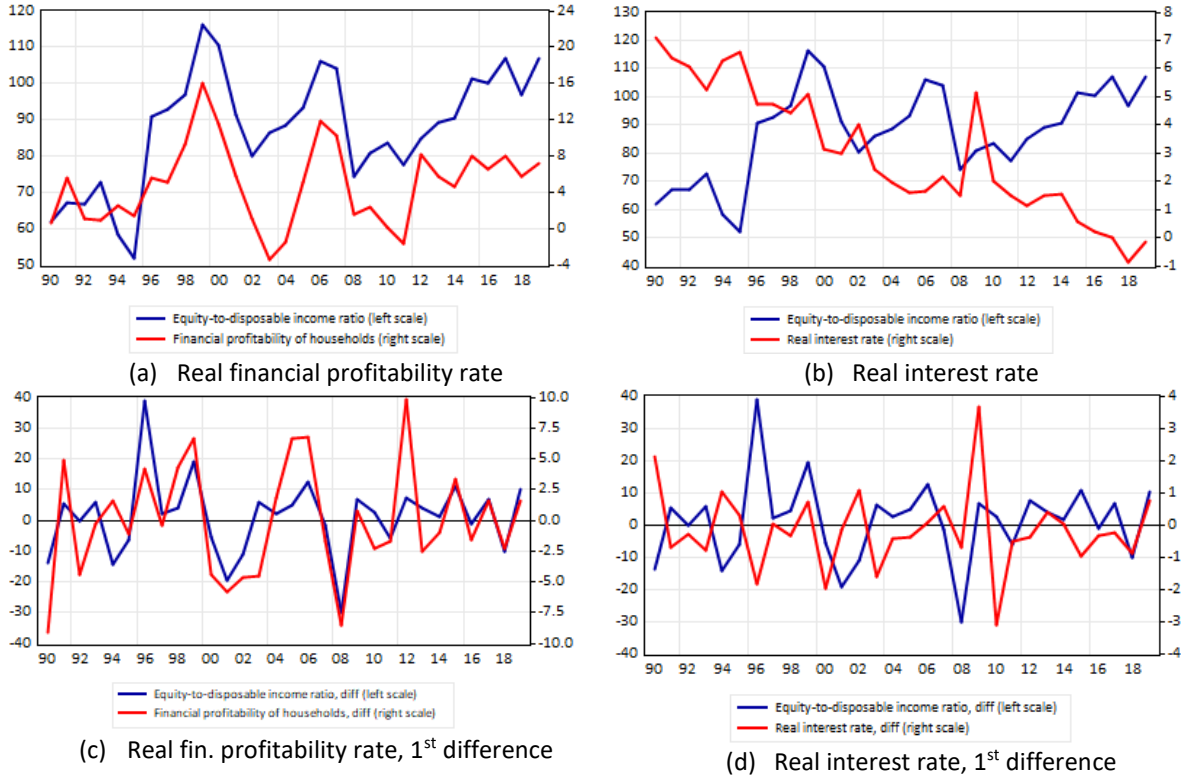 120 24
110 20
100 16
90 12
80 8
70 4
60 0
50 -4
90 92 94 96 98 00 02 04 06 08 10 12 14 16 18
Equity-to-disposable income ratio (left scale)
Financial profitability of households (right scale)
(a) Real financial profitability rate
130 8
120 7
110 6
100 5
90 4
80 3
70 2
60 1
50 0
40 -1
90 92 94 96 98 00 02 04 06 08 10 12 14 16 18
Equity-to-disposable income ratio (left scale)
Real interest rate (right scale)
(b) Real interest rate
40 10.0
30 7.5
20 5.0
10 2.5
0 0.0
-10 -2.5
-20 -5.0
-30 -7.5
-40 -10.0
90 92 94 96 98 00 02 04 06 08 10 12 14 16 18
Equity-to-disposable income ratio, diff (left scale)
Financial profitability of households, diff (right scale)
(c) Real fin. profitability rate, 1st difference
40 4
30 3
20 2
10 1
0 0
-10 -1
-20 -2
-30 -3
-40 -4
90 92 94 96 98 00 02 04 06 08 10 12 14 16 18
Equity-to-disposable income ratio, diff (left scale)
Real interest rate, diff (right scale)
(d) Real interest rate, 1st difference